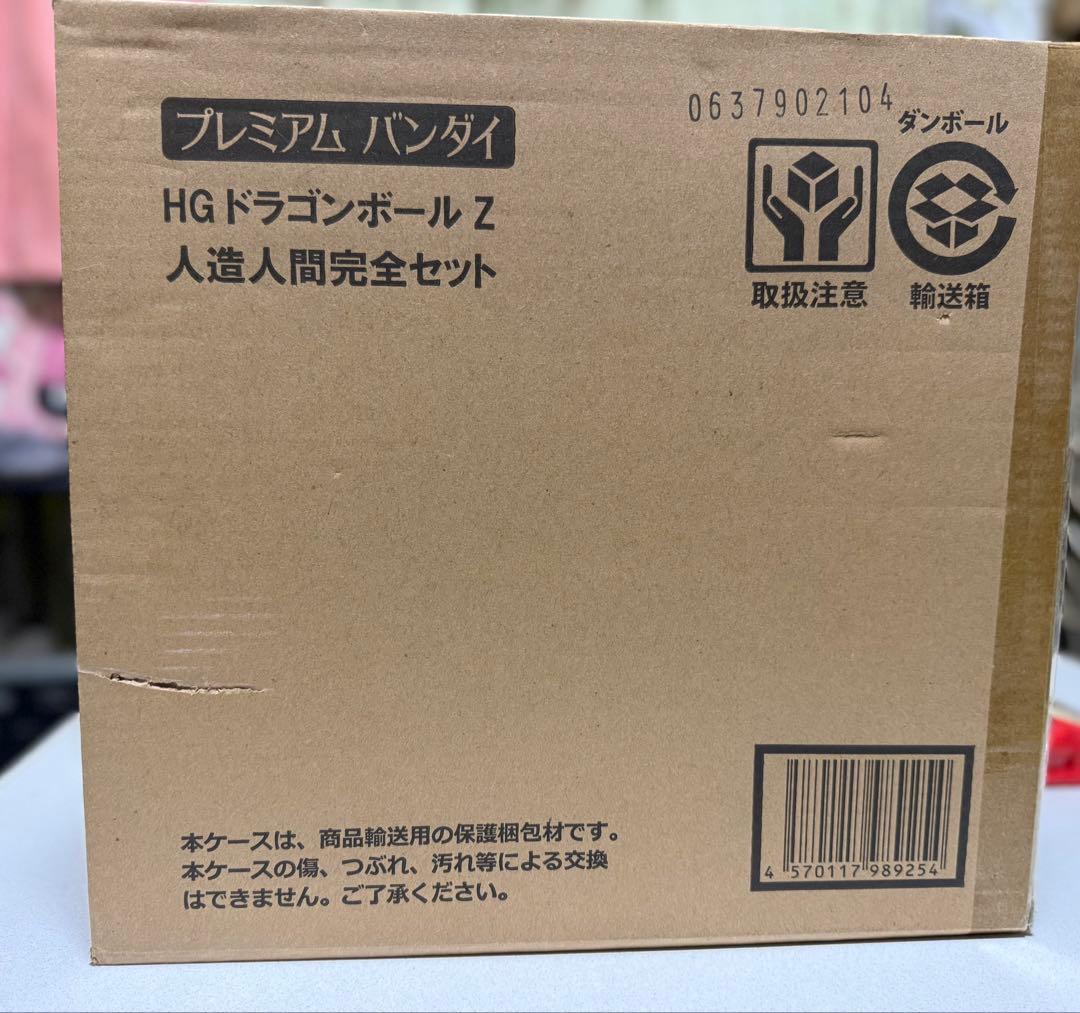 プレミアム バンダイ
HGドラゴンボールZ
人造人間完全セット
0637902104
ダンボール
取扱注意
輸送箱
本ケースは、商品輸送用の保護梱包材です。
本ケースの傷、つぶれ、汚れ等による交換
はできません。ご了承ください。
4 570117 989254